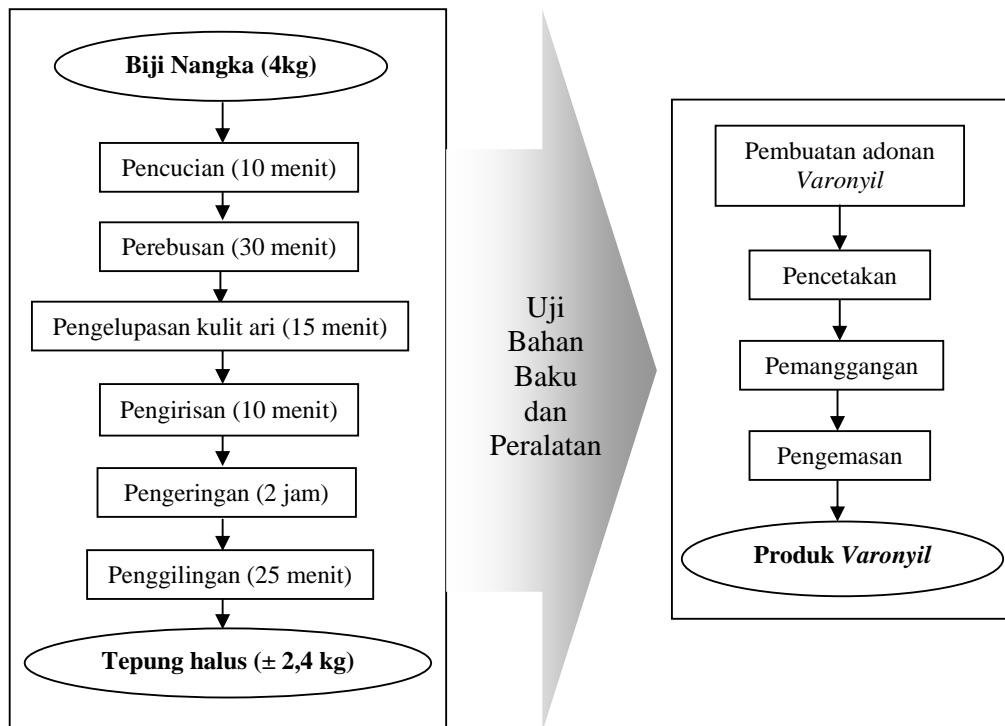 Biji Nangka (4kg)
Pencucian (10 menit)
Perebusan (30 menit)
Pengelupasan kulit ari (15 menit)
Pengirisan (10 menit)
Pengeringan (2 jam)
Penggilingan (25 menit)
Tepung halus (± 2,4 kg)
Uji
Bahan
Baku
dan
Peralatan
Pembuatan adonan
Varonyil
Pencetakan
Pemanggangan
Pengemasan
Produk Varonyil